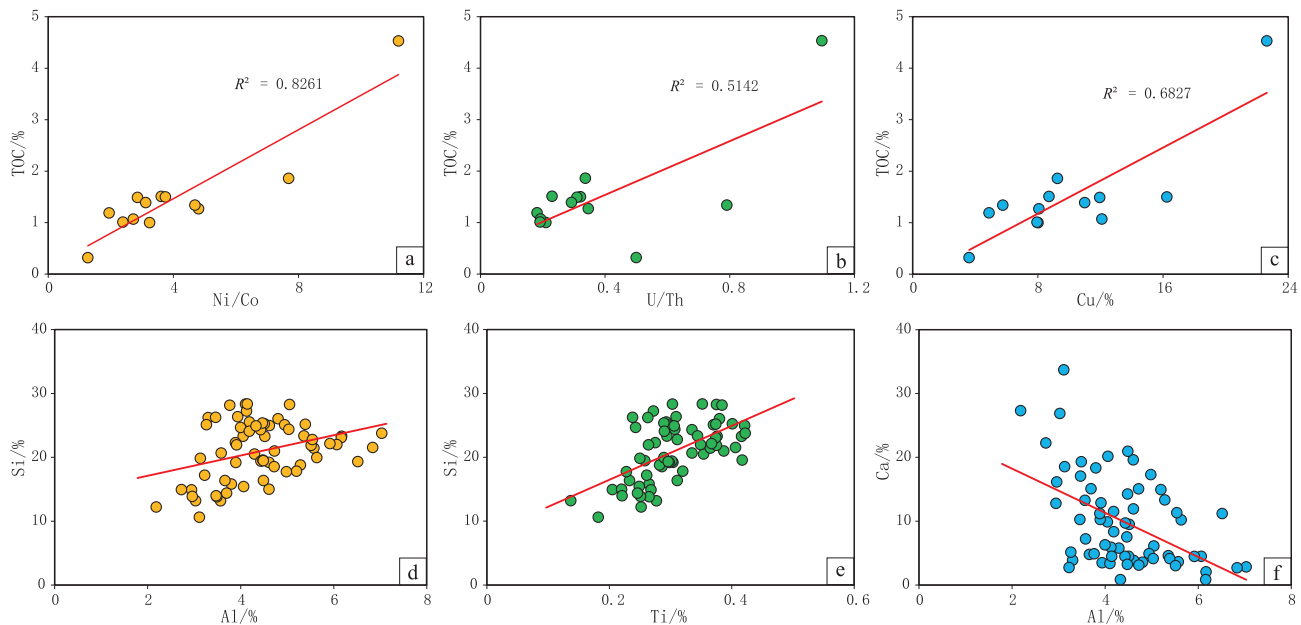 5
4
3
2
1
0
TOC/%
R² = 0.8261
a
0
4
8
12
Ni/Co
5
4
3
2
1
0
TOC/%
R² = 0.5142
b
0
0.4
0.8
1.2
U/Th
5
4
3
2
1
0
TOC/%
R² = 0.6827
c
0
8
16
24
Cu/%
40
30
20
10
0
Si/%
d
0
2
4
6
8
Al/%
40
30
20
10
0
Si/%
e
0
0.2
0.4
0.6
Ti/%
40
30
20
10
0
Ca/%
f
0
2
4
6
8
Al/%